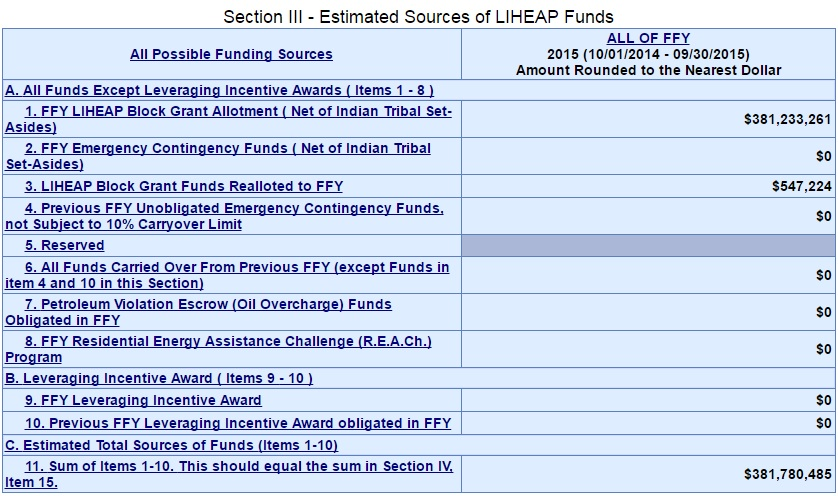 Section III - Estimated Sources of LIHEAP Funds
All Possible Funding Sources
ALL OF FFY
2015 (10/01/2014 - 09/30/2015)
Amount Rounded to the Nearest Dollar
A. All Funds Except Leveraging Incentive Awards ( Items 1 - 8 )
1. FFY LIHEAP Block Grant Allotment ( Net of Indian Tribal Set-
Asides)
$381,233,261
2. FFY Emergency Contingency Funds ( Net of Indian Tribal
Set-Asides)
$0
3. LIHEAP Block Grant Funds Realloted to FFY
$547,224
4. Previous FFY Unobligated Emergency Contingency Funds,
not Subject to 10% Carryover Limit
$0
5. Reserved
6. All Funds Carried Over From Previous FFY (except Funds in
item 4 and 10 in this Section)
$0
7. Petroleum Violation Escrow (Oil Overcharge) Funds
Obligated in FFY
$0
8. FFY Residential Energy Assistance Challenge (R.E.A.Ch.)
Program
$0
B. Leveraging Incentive Award ( Items 9 - 10 )
9. FFY Leveraging Incentive Award
$0
10. Previous FFY Leveraging Incentive Award obligated in FFY
$0
C. Estimated Total Sources of Funds (Items 1-10)
11. Sum of Items 1-10. This should equal the sum in Section IV,
Item 15.
$381,780,485